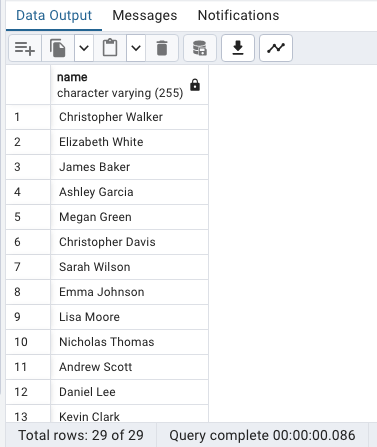 Data Output Messages Notifications
name
character varying (255)
1 Christopher Walker
2 Elizabeth White
3 James Baker
4 Ashley Garcia
5 Megan Green
6 Christopher Davis
7 Sarah Wilson
8 Emma Johnson
9 Lisa Moore
10 Nicholas Thomas
11 Andrew Scott
12 Daniel Lee
13 Kevin Clark
Total rows: 29 of 29 Query complete 00:00:00.086